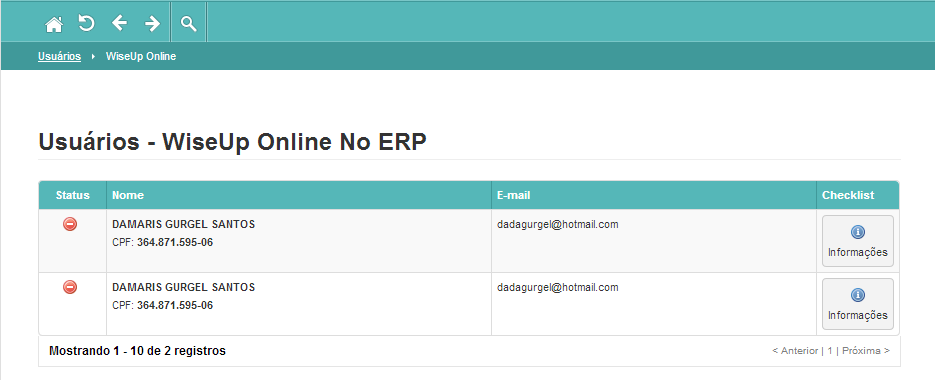 Usuários WiseUp Online
Usuários - WiseUp Online No ERP
Status Nome E-mail Checklist
DAMARIS GURGEL SANTOS dadagurgel@hotmail.com
CPF: 364.871.595-06
Informações
DAMARIS GURGEL SANTOS dadagurgel@hotmail.com
CPF: 364.871.595-06
Informações
Mostrando 1 - 10 de 2 registros < Anterior | 1 | Próxima >